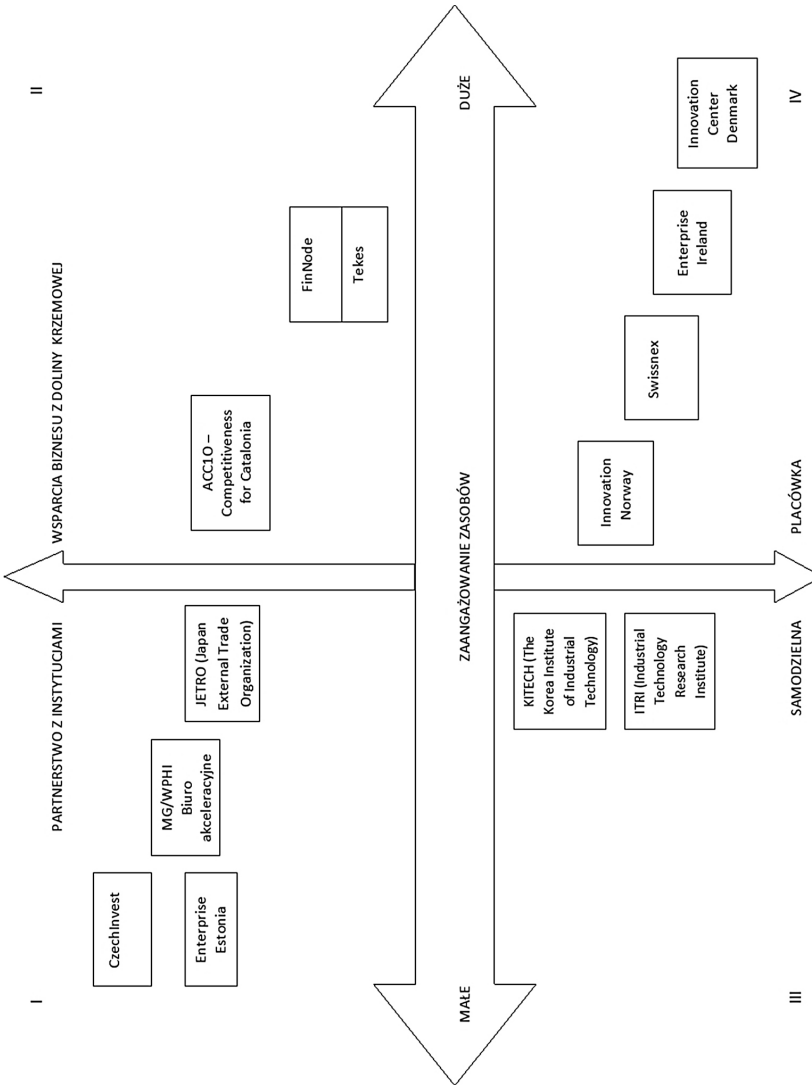 I
II
PARTNERSTWO Z INSTYTUCJAMI
WSPARCIA BIZNESU Z DOLINY KRZEMOWEJ
CzechInvest
Enterprise
Estonia
MG/WPHI
Biuro
akceleracyjne
JETRO (Japan
External Trade
Organization)
ACC1O –
Competitiveness
for Catalonia
FinNode
Tekes
MAŁE
ZAANGAŻOWANIE ZASOBÓW
DUŻE
KITECH (The
Korea Institute
of Industrial
Technology)
ITRI (Industrial
Technology
Research
Institute)
Innovation
Norway
Swissnex
Enterprise
Ireland
Innovation
Center
Denmark
III
SAMODZIELNA
PLACÓWKA
IV